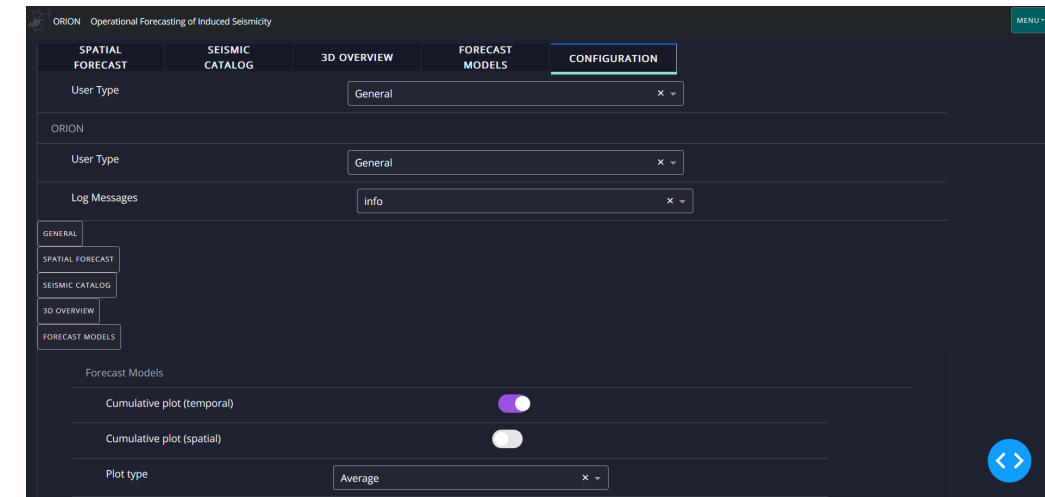 ORION Operational Forecasting of Induced Seismicity
MENU
SPATIAL
FORECAST
SEISMIC
CATALOG
3D OVERVIEW
FORECAST
MODELS
CONFIGURATION
User Type
General
ORION
User Type
General
Log Messages
info
GENERAL
SPATIAL FORECAST
SEISMIC CATALOG
3D OVERVIEW
FORECAST MODELS
Forecast Models
Cumulative plot (temporal)
Cumulative plot (spatial)
Plot type
Average